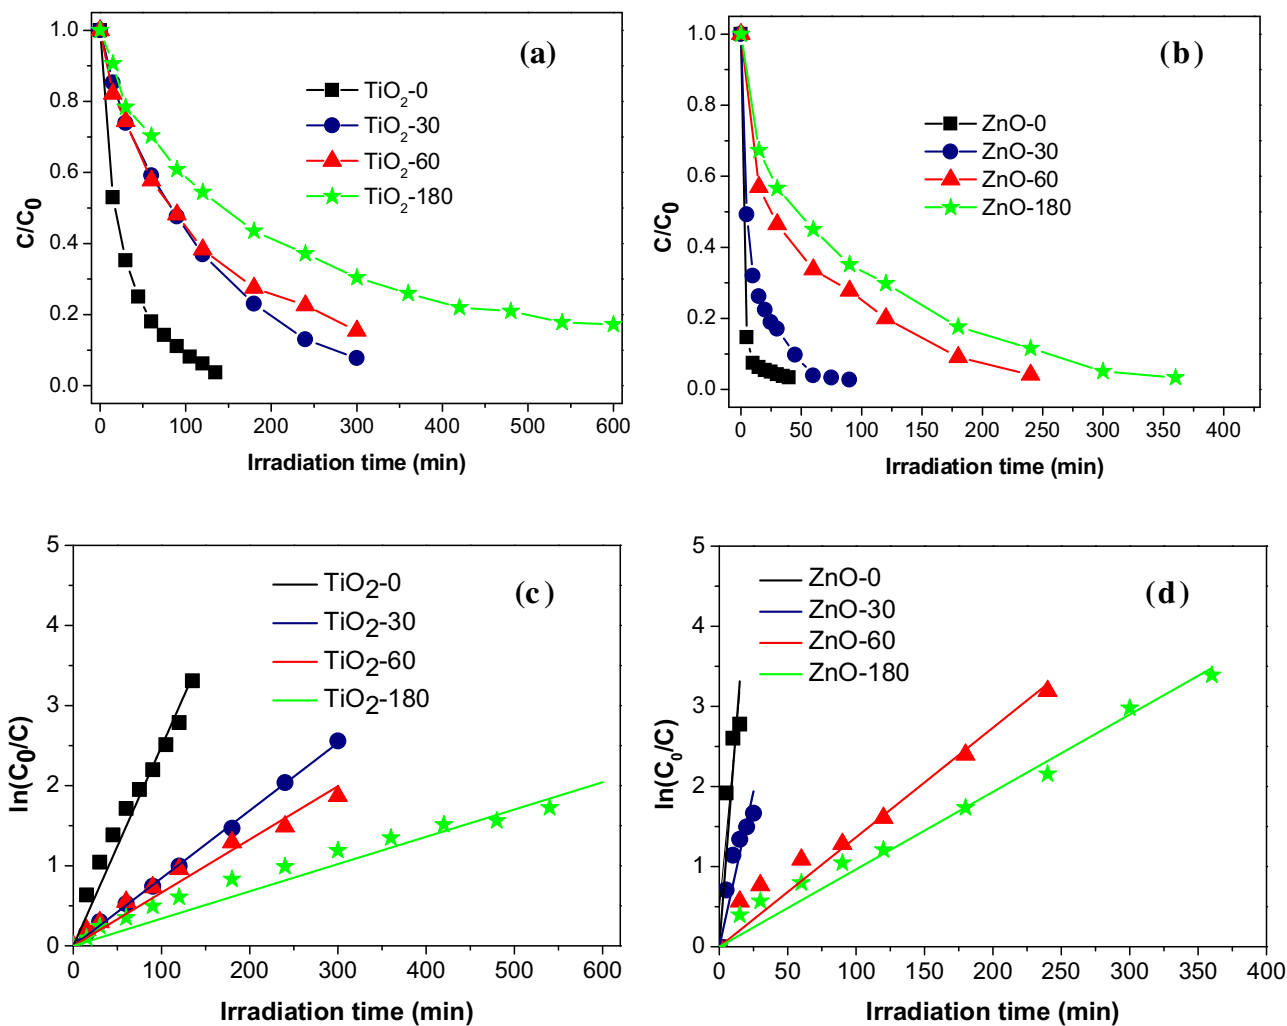 (a)
TiO2-0
TiO2-30
TiO2-60
TiO2-180
C/C0
1.0
0.8
0.6
0.4
0.2
0.0
0 100 200 300 400 500 600
Irradiation time (min)
(b)
ZnO-0
ZnO-30
ZnO-60
ZnO-180
C/C0
1.0
0.8
0.6
0.4
0.2
0.0
0 50 100 150 200 250 300 350 400
Irradiation time (min)
(c)
TiO2-0
TiO2-30
TiO2-60
TiO2-180
ln(C0/C)
5
4
3
2
1
0
0 100 200 300 400 500 600
Irradiation time (min)
(d)
ZnO-0
ZnO-30
ZnO-60
ZnO-180
ln(C0/C)
5
4
3
2
1
0
0 50 100 150 200 250 300 350 400
Irradiation time (min)